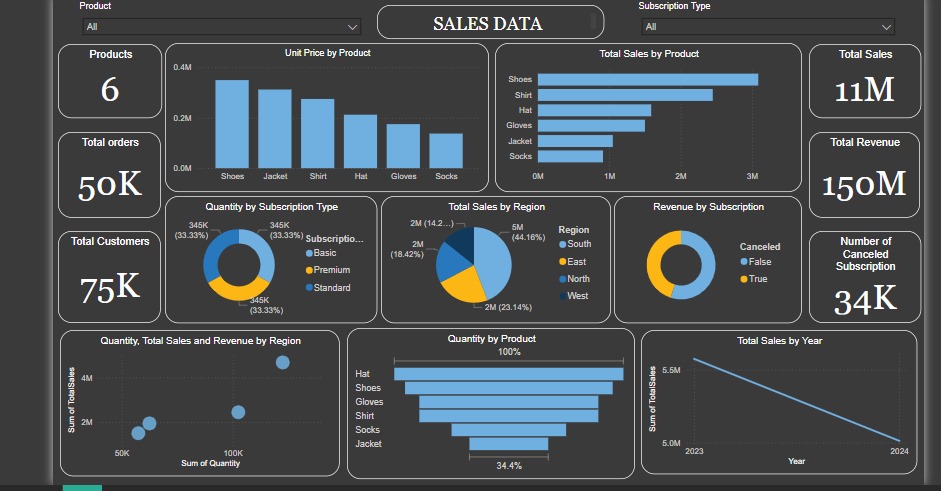 Product
All
SALES DATA
Subscription Type
All
Products
6
Total orders
50K
Total Customers
75K
Unit Price by Product
0.4M
0.2M
0.0M
Shoes Jacket Shirt Hat Gloves Socks
Total Sales by Product
Shoes
Shirt
Hat
Gloves
Jacket
Socks
0M 1M 2M 3M
Total Sales
11M
Total Revenue
150M
Number of
Canceled
Subscription
34K
Quantity by Subscription Type
345K
(33.33%)
345K
(33.33%)
345K
(33.33%)
Subscriptio...
Basic
Premium
Standard
Total Sales by Region
2M (14.2...)
2M
(18.42%)
5M
(44.16%)
2M (23.14%)
Region
South
East
North
West
Revenue by Subscription
Canceled
False
True
Quantity, Total Sales and Revenue by Region
Sum of TotalSales
4M
2M
50K 100K
Sum of Quantity
Quantity by Product
100%
Hat
Shoes
Gloves
Shirt
Socks
Jacket
34.4%
Total Sales by Year
Sum of TotalSales
5.5M
5.0M
2023 2024
Year